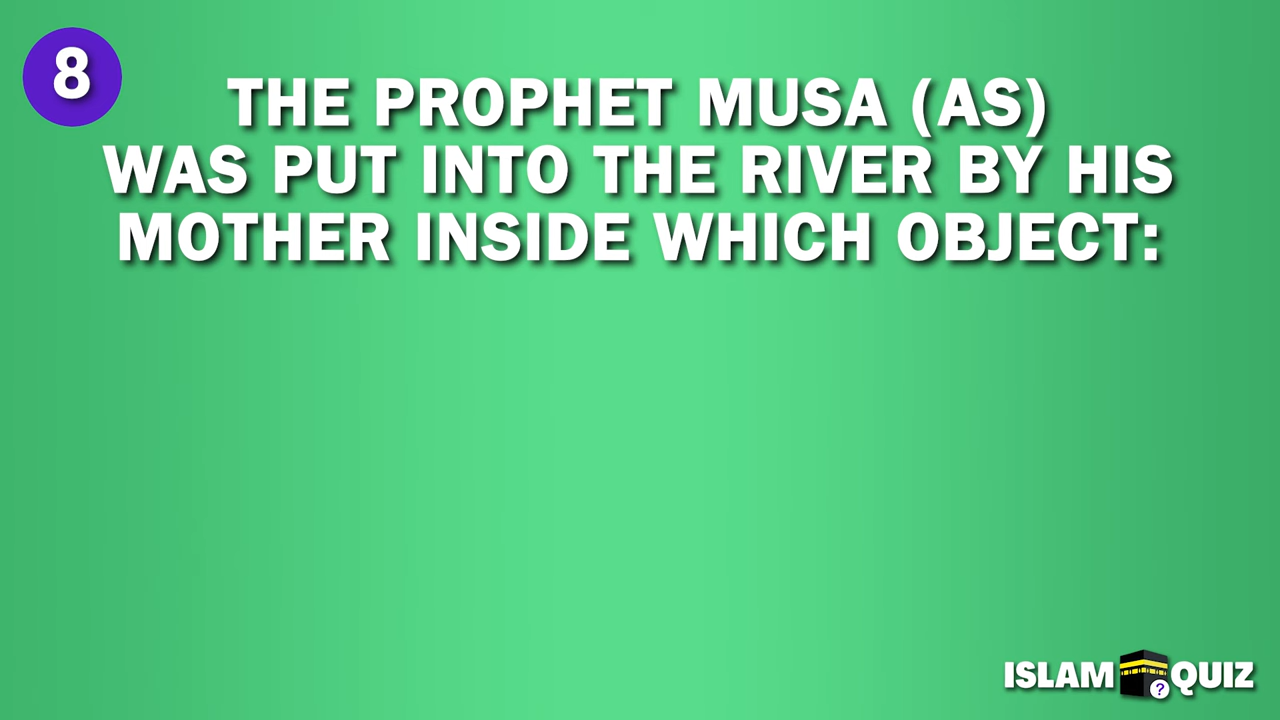 8
THE PROPHET MUSA (AS)
WAS PUT INTO THE RIVER BY HIS
MOTHER INSIDE WHICH OBJECT:
ISLAM ? QUIZ